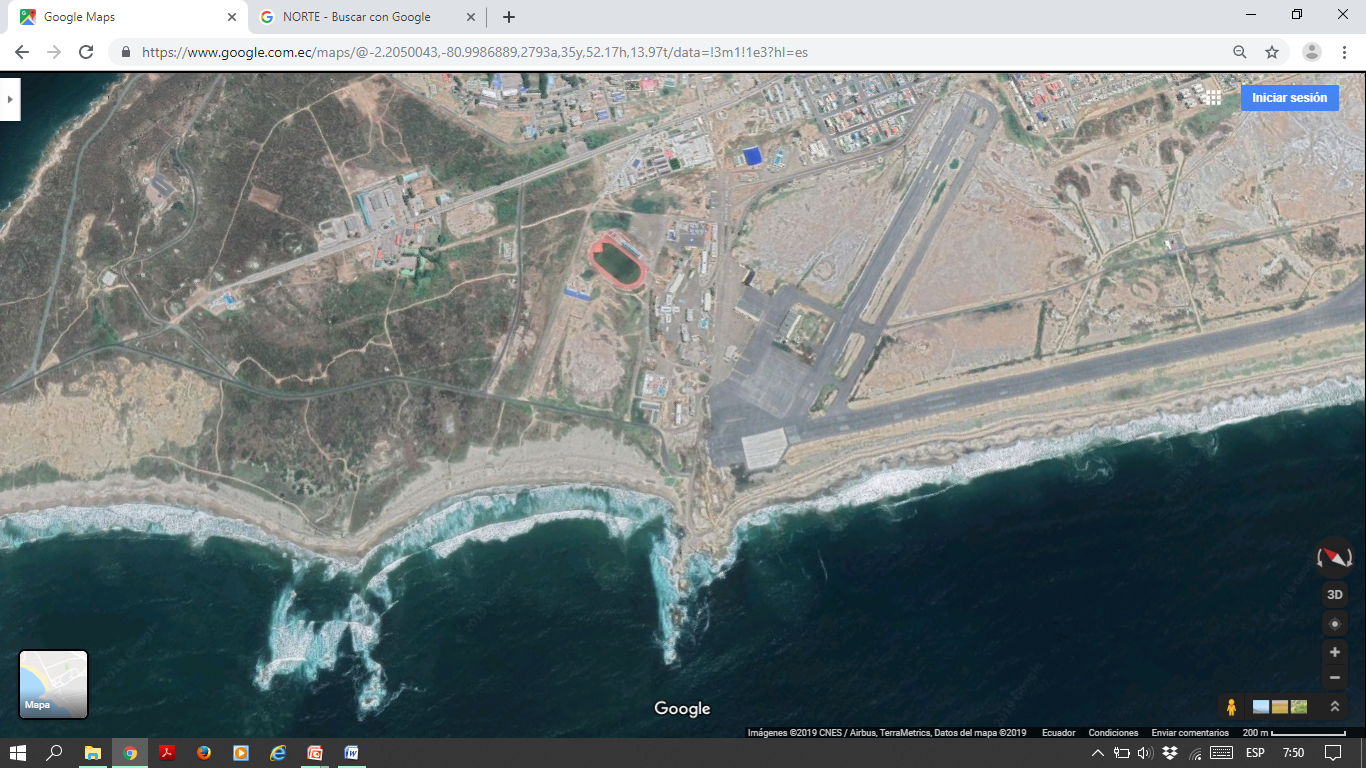 Google Maps
NORTE - Buscar con Google
https://www.google.com.ec/maps/@-2.2050043,-80.9986889,2793a,35y,52.17h,13.97t/data=!3m1!1e3?hl=es
Iniciar sesión
3D
Mapa
Google
Imágenes ©2019 CNES / Airbus, TerraMetrics, Datos del mapa ©2019 Ecuador Condiciones Enviar comentarios 200 m
ESP 7:50